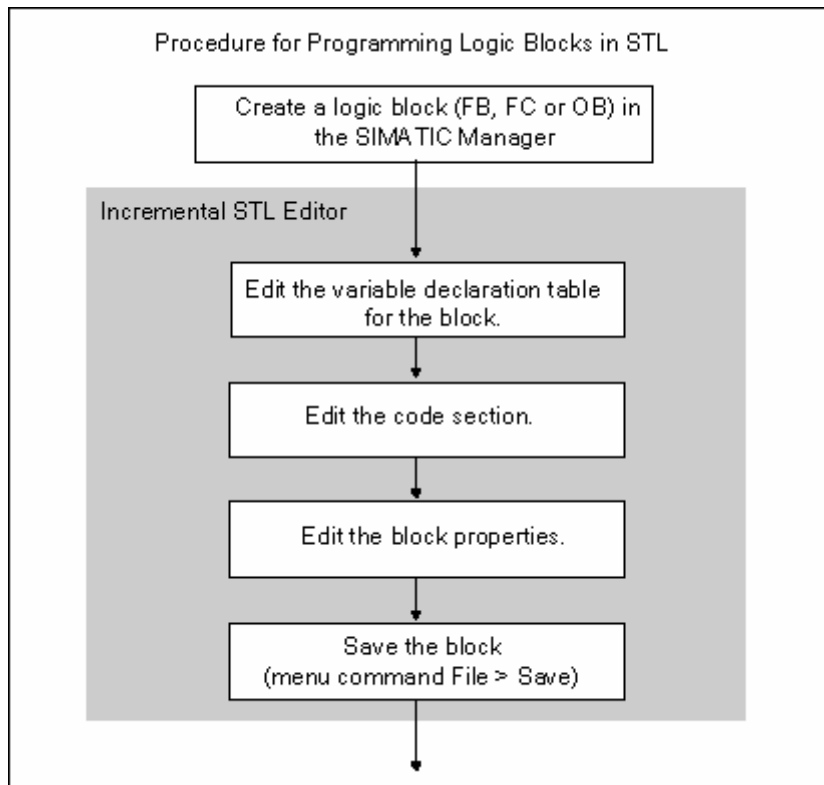 Procedure for Programming Logic Blocks in STL
Create a logic block (FB, FC or OB) in
the SIMATIC Manager
Incremental STL Editor
Edit the variable declaration table
for the block.
Edit the code section.
Edit the block properties.
Save the block
(menu command File > Save)